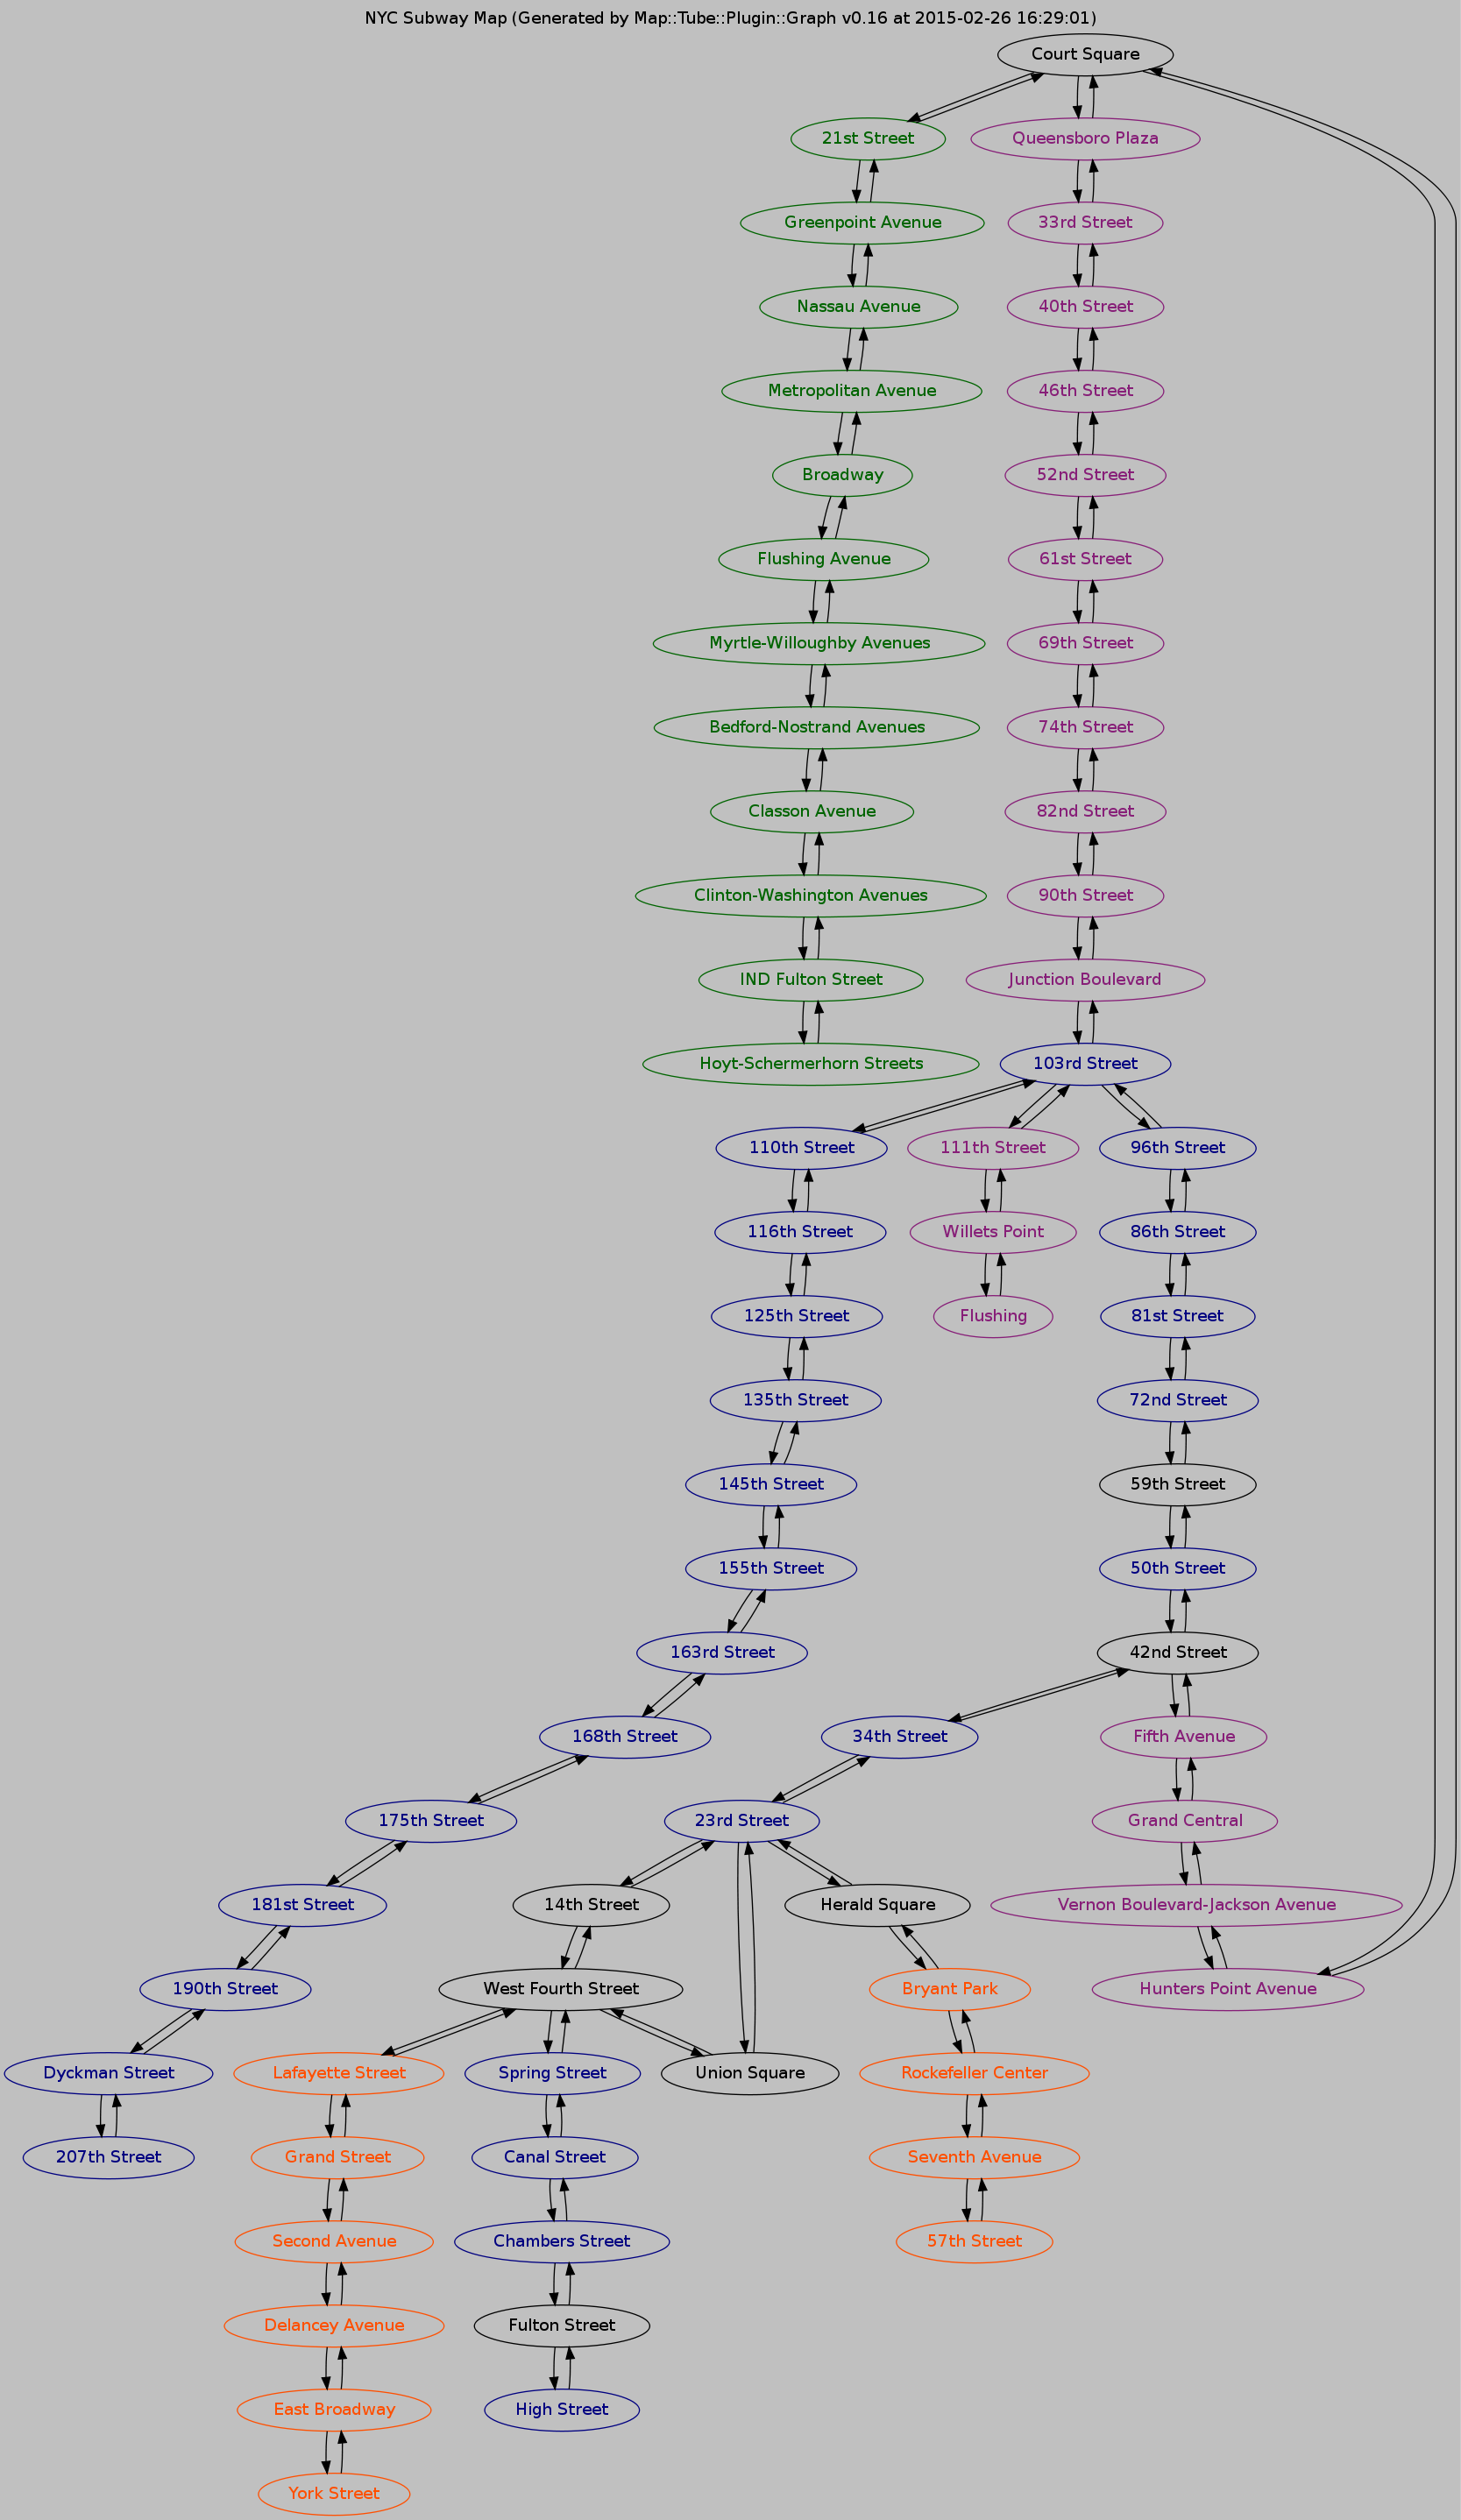 NYC Subway Map (Generated by Map::Tube::Plugin::Graph v0.16 at 2015-02-26 16:29:01)
Court Square
21st Street
Queensboro Plaza
Greenpoint Avenue
33rd Street
Nassau Avenue
40th Street
Metropolitan Avenue
46th Street
Broadway
52nd Street
Flushing Avenue
61st Street
Myrtle-Willoughby Avenues
69th Street
Bedford-Nostrand Avenues
74th Street
Classon Avenue
82nd Street
Clinton-Washington Avenues
90th Street
IND Fulton Street
Junction Boulevard
Hoyt-Schermerhorn Streets
103rd Street
110th Street
111th Street
96th Street
116th Street
Willets Point
86th Street
125th Street
Flushing
81st Street
135th Street
72nd Street
145th Street
59th Street
155th Street
50th Street
163rd Street
42nd Street
168th Street
34th Street
Fifth Avenue
175th Street
23rd Street
Grand Central
181st Street
14th Street
Herald Square
Vernon Boulevard-Jackson Avenue
190th Street
West Fourth Street
Bryant Park
Hunters Point Avenue
Dyckman Street
Lafayette Street
Spring Street
Union Square
Rockefeller Center
207th Street
Grand Street
Canal Street
Seventh Avenue
Second Avenue
Chambers Street
57th Street
Delancey Avenue
Fulton Street
East Broadway
High Street
York Street